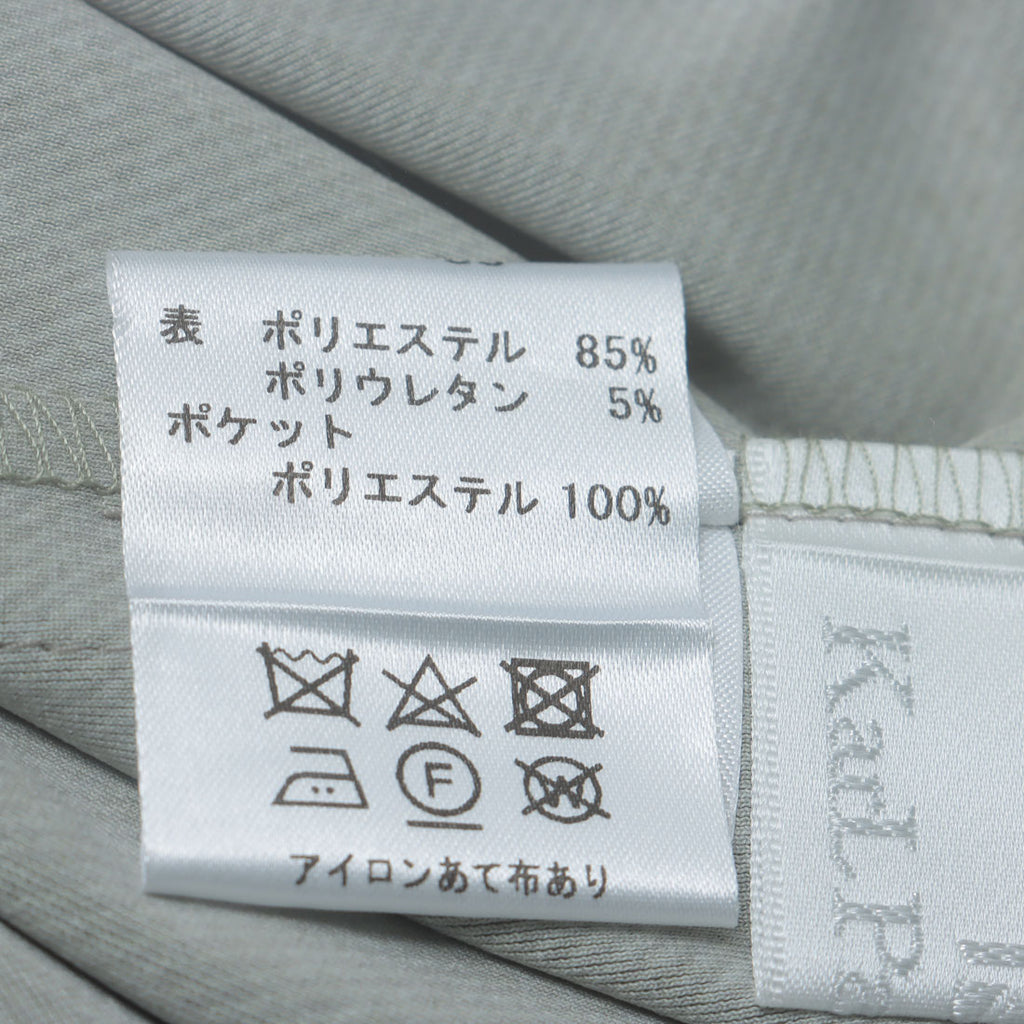 表 ポリエステル 85%
ポリウレタン 5%
ポケット
ポリエステル 100%
F
W
アイロンあて布あり
Karl.P